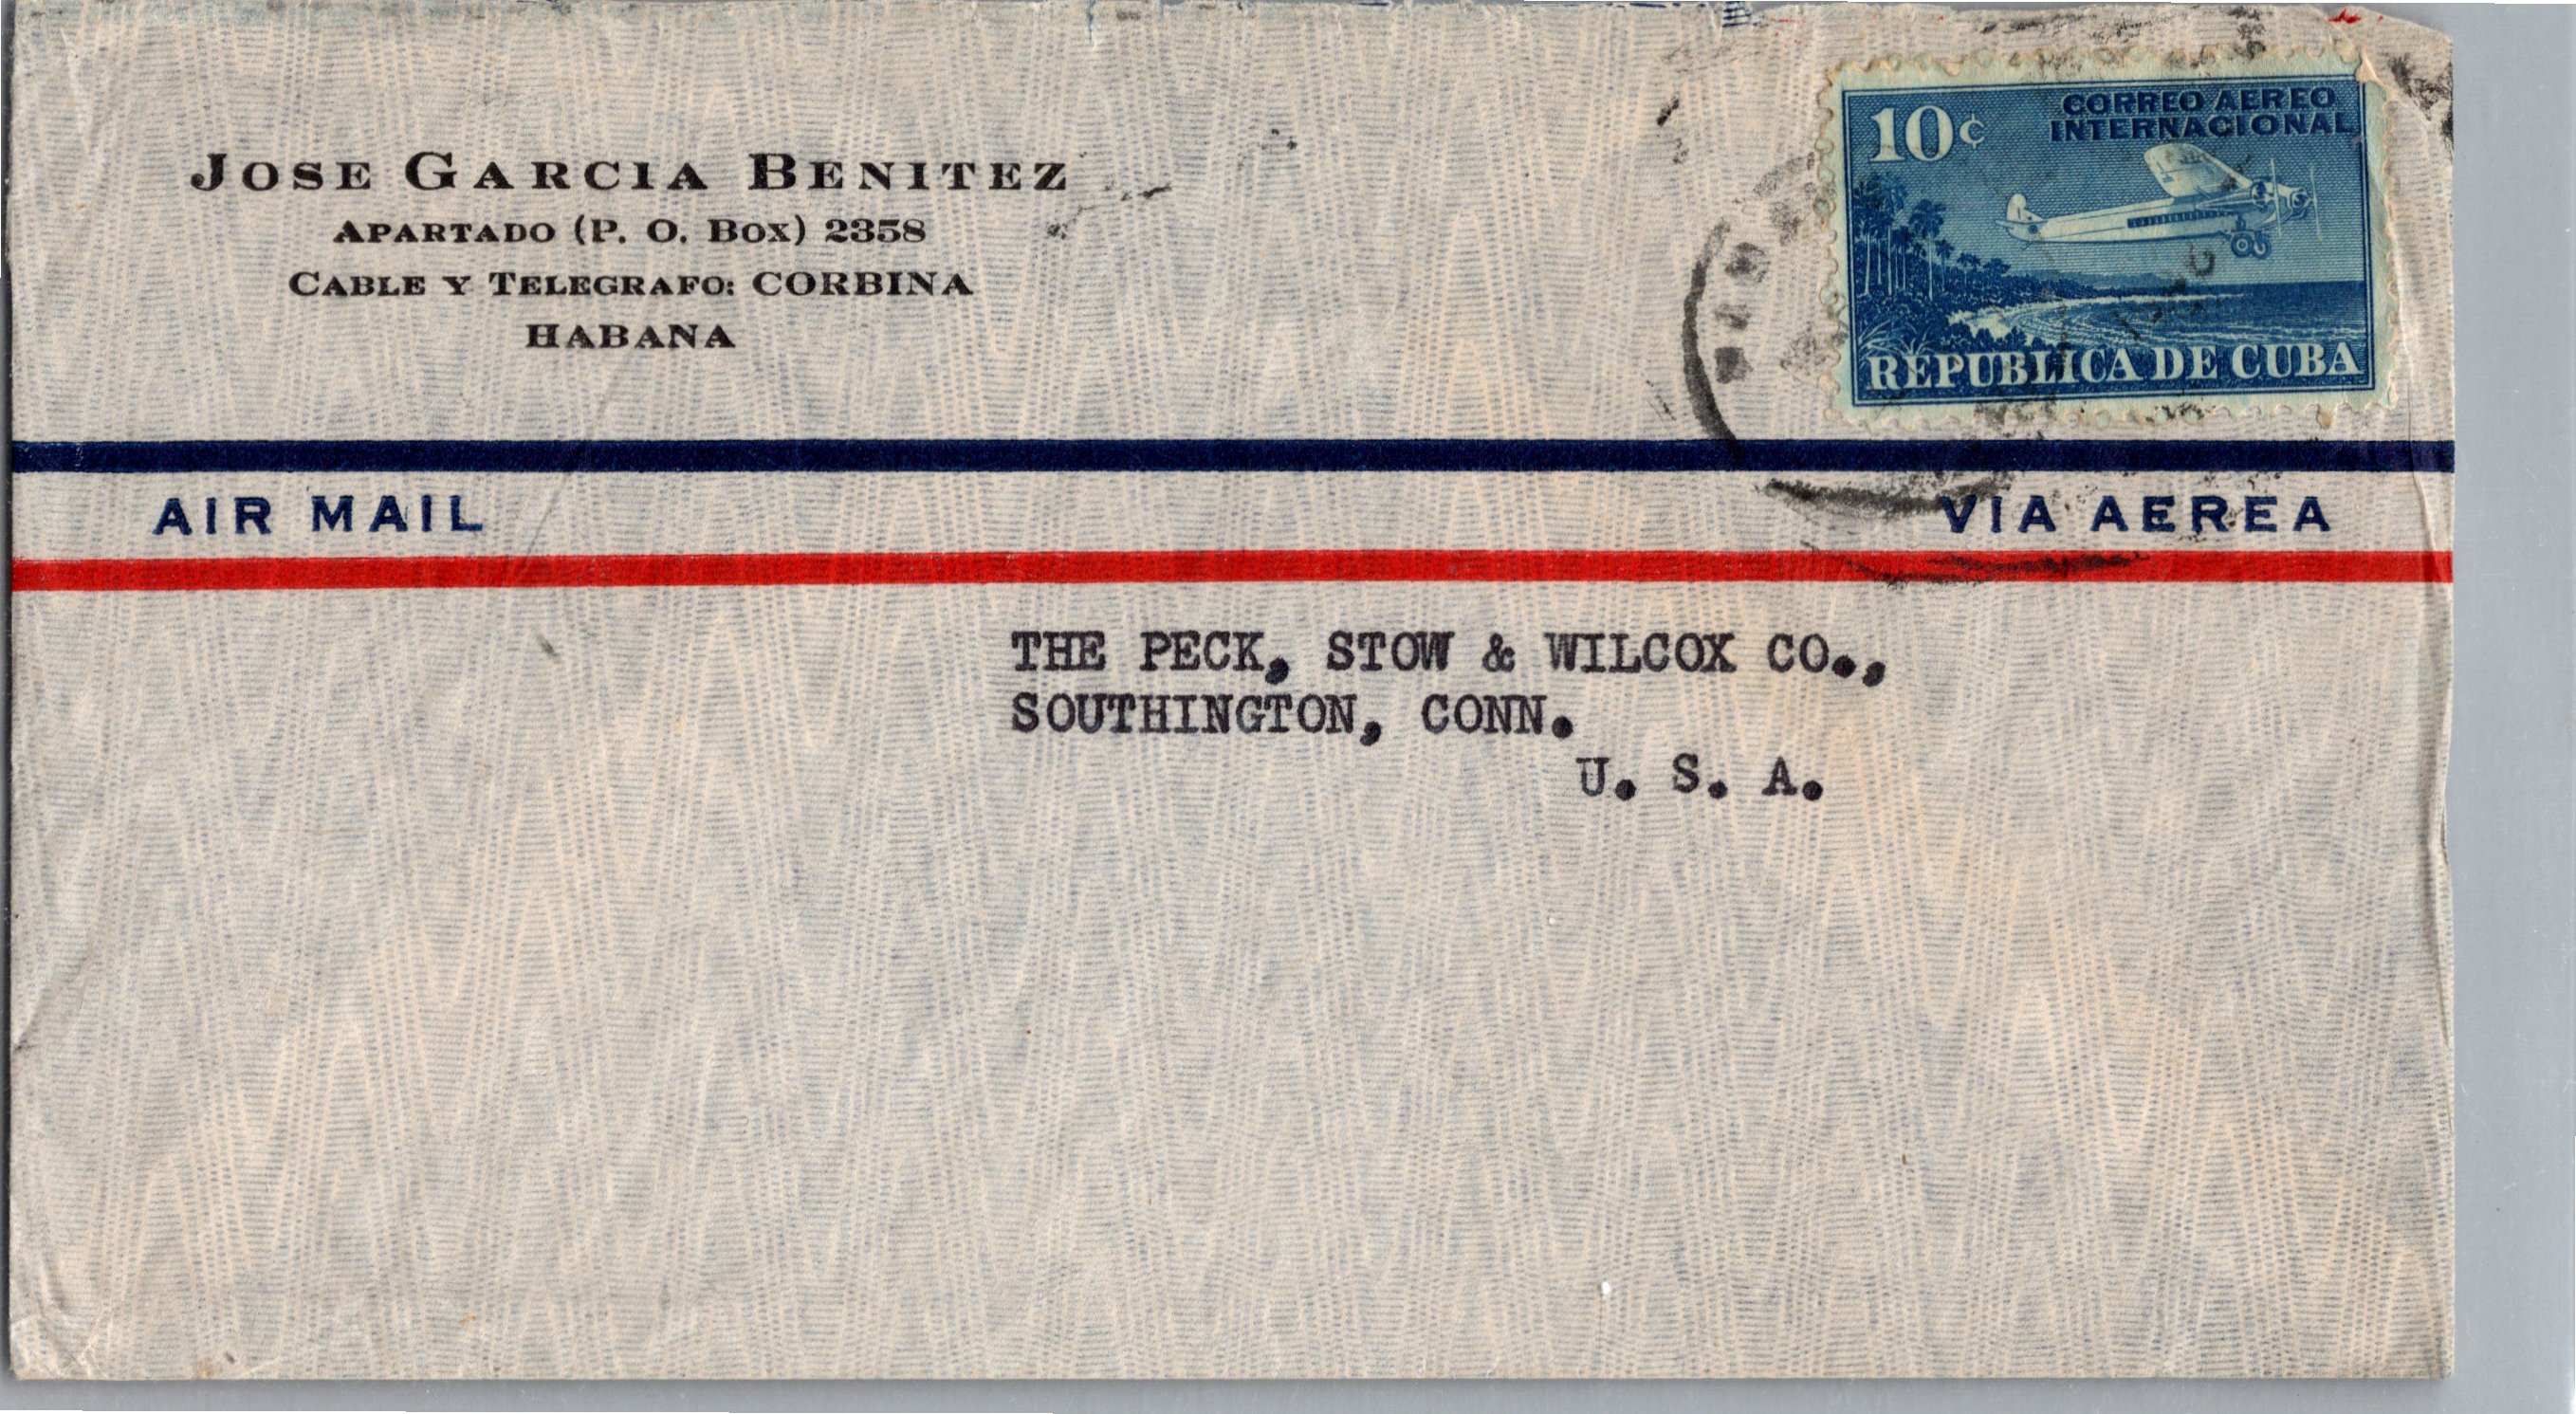 JOSE GARCIA BENITEZ
APARTADO (P. O. BOX) 2358
CABLE Y TELEGRAFO: CORBINA
HABANA
10¢
CORREO AEREO
INTERNACIONAL
REPUBLICA DE CUBA
AIR MAIL
VIA AEREA
THE PECK, STOW & WILCOX CO.,
SOUTHINGTON, CONN.
U. S. A.